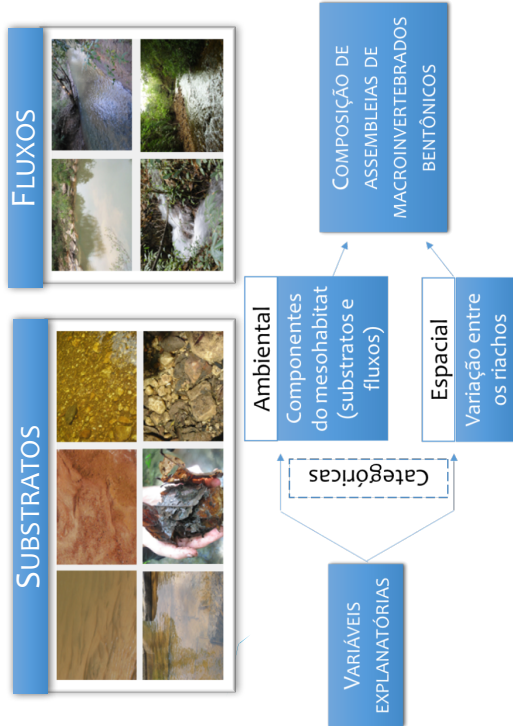 SUBSTRATOS
FLUXOS
VARIÁVEIS
EXPLANATÓRIAS
Categóricas
Ambiental
Componentes
do mesohabitat
(substratos e
fluxos)
Espacial
Variação entre
os riachos
COMPOSIÇÃO DE
ASSEMBLEIAS DE
MACROINVERTEBRADOS
BENTÔNICOS